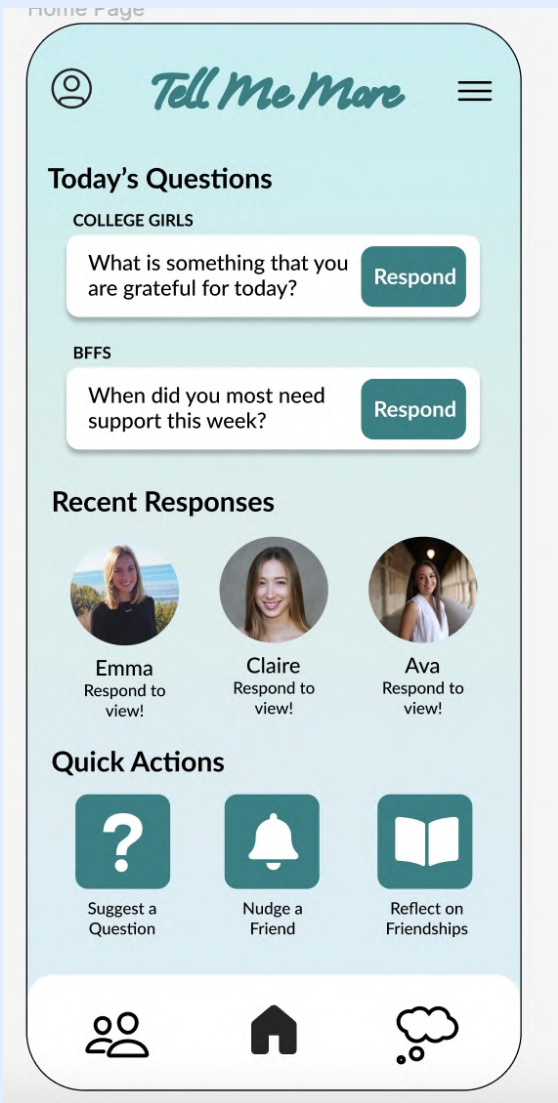 Home Page
Tell Me More
Today's Questions
COLLEGE GIRLS
What is something that you
are grateful for today?
Respond
BFFS
When did you most need
support this week?
Respond
Recent Responses
Emma
Respond to
view!
Claire
Respond to
view!
Ava
Respond to
view!
Quick Actions
Suggest a
Question
Nudge a
Friend
Reflect on
Friendships